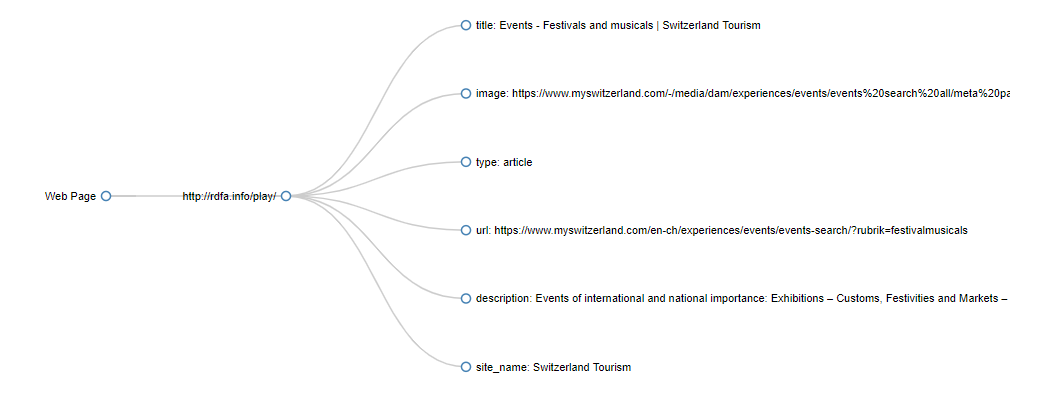 title: Events - Festivals and musicals | Switzerland Tourism
image: https://www.myswitzerland.com/-/media/dam/experiences/events/events%20search%20all/meta%20pa
type: article
Web Page
http://rdfa.info/play/
url: https://www.myswitzerland.com/en-ch/experiences/events/events-search/?rubrik=festivalmusicals
description: Events of international and national importance: Exhibitions – Customs, Festivities and Markets –
site_name: Switzerland Tourism